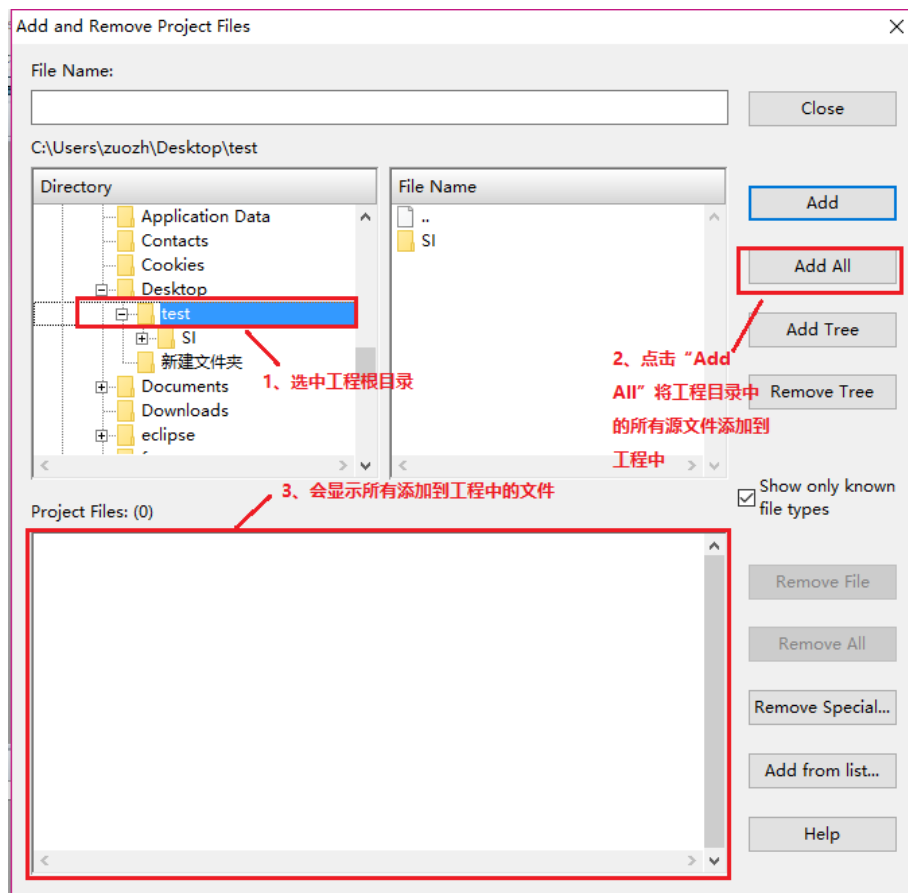 Add and Remove Project Files
File Name:
Close
C:\Users\zuozh\Desktop\test
Directory
File Name
Add
Application Data
..
Contacts
SI
Cookies
Add All
Desktop
test
Add Tree
SI
新建文件夹
1、选中工程根目录
2、点击“Add
All”将工程目录中
的所有源文件添加到
工程中
Documents
Remove Tree
Downloads
eclipse
3、会显示所有添加到工程中的文件
Show only known
file types
Project Files: (0)
Remove File
Remove All
Remove Special...
Add from list...
Help